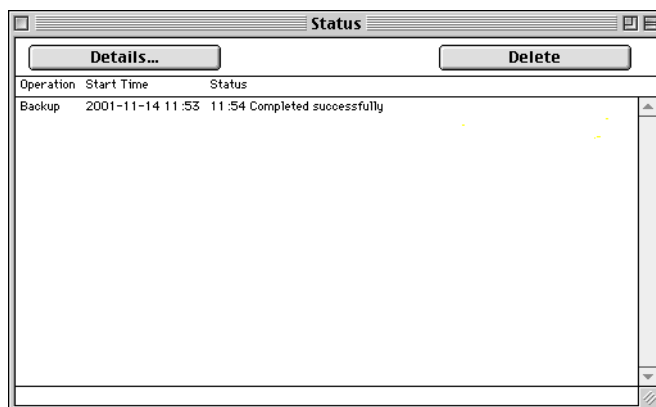 Status
Details... Delete
Operation Start Time Status
Backup 2001-11-14 11:53 11:54 Completed successfully